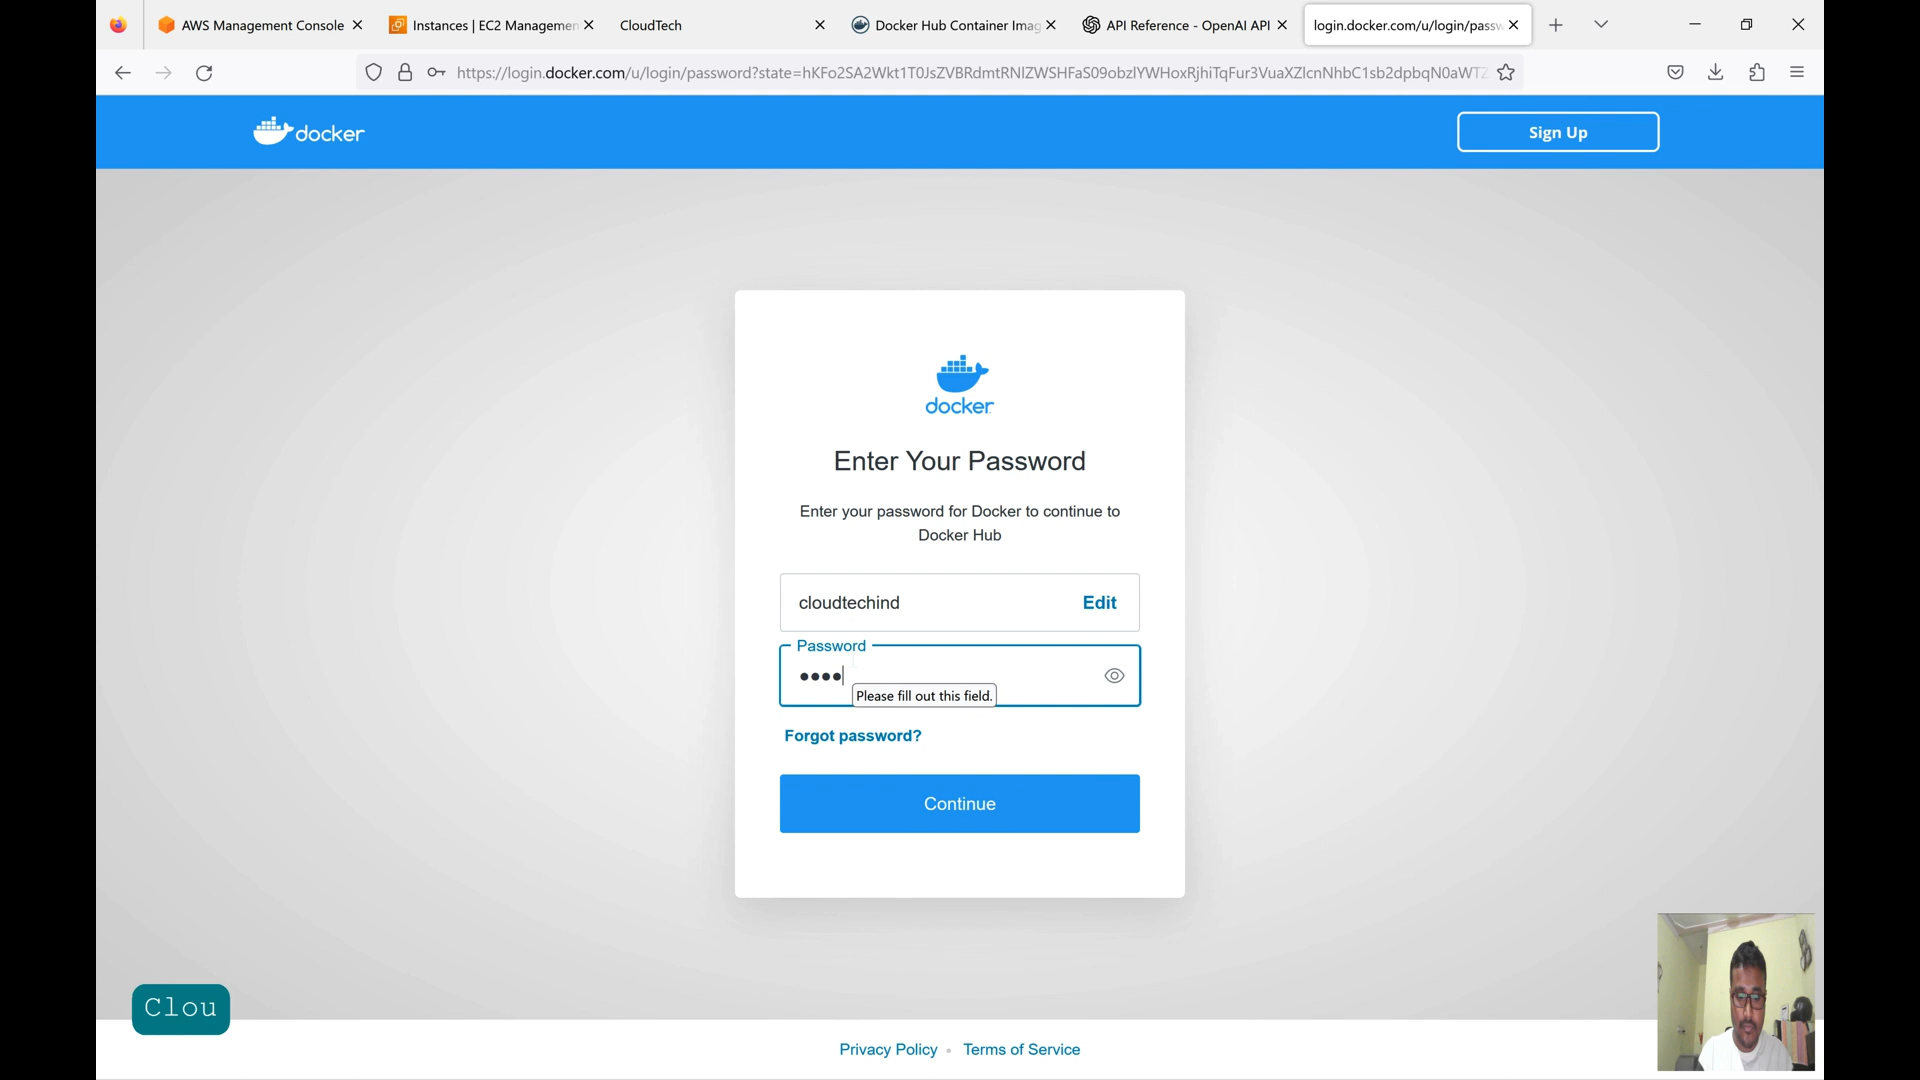 AWS Management Console
Instances | EC2 Managemen
CloudTech
Docker Hub Container Imag
API Reference - OpenAI API
login.docker.com/u/login/passw
https://login.docker.com/u/login/password?state=
docker
Sign Up
docker
Enter Your Password
Enter your password for Docker to continue to
Docker Hub
cloudtechind
Edit
Password
••••
Please fill out this field.
Forgot password?
Continue
Clou
Privacy Policy • Terms of Service